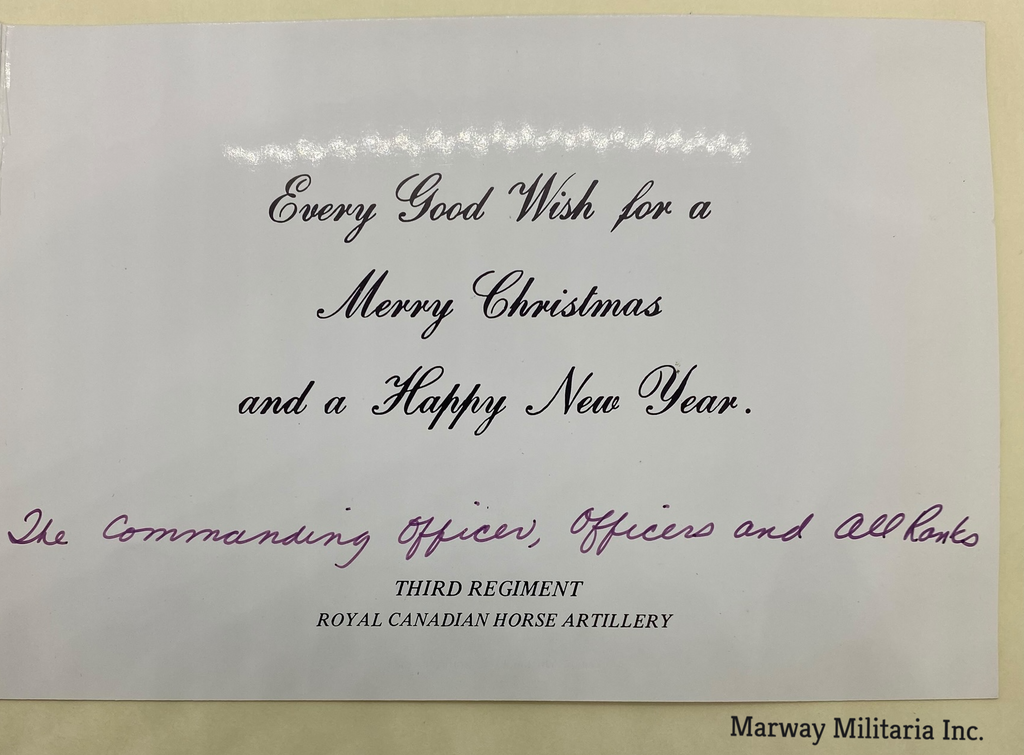 Every Good Wish for a
Merry Christmas
and a Happy New Year.
The Commanding Officer, Officers and All Ranks
THIRD REGIMENT
ROYAL CANADIAN HORSE ARTILLERY
Marway Militaria Inc.